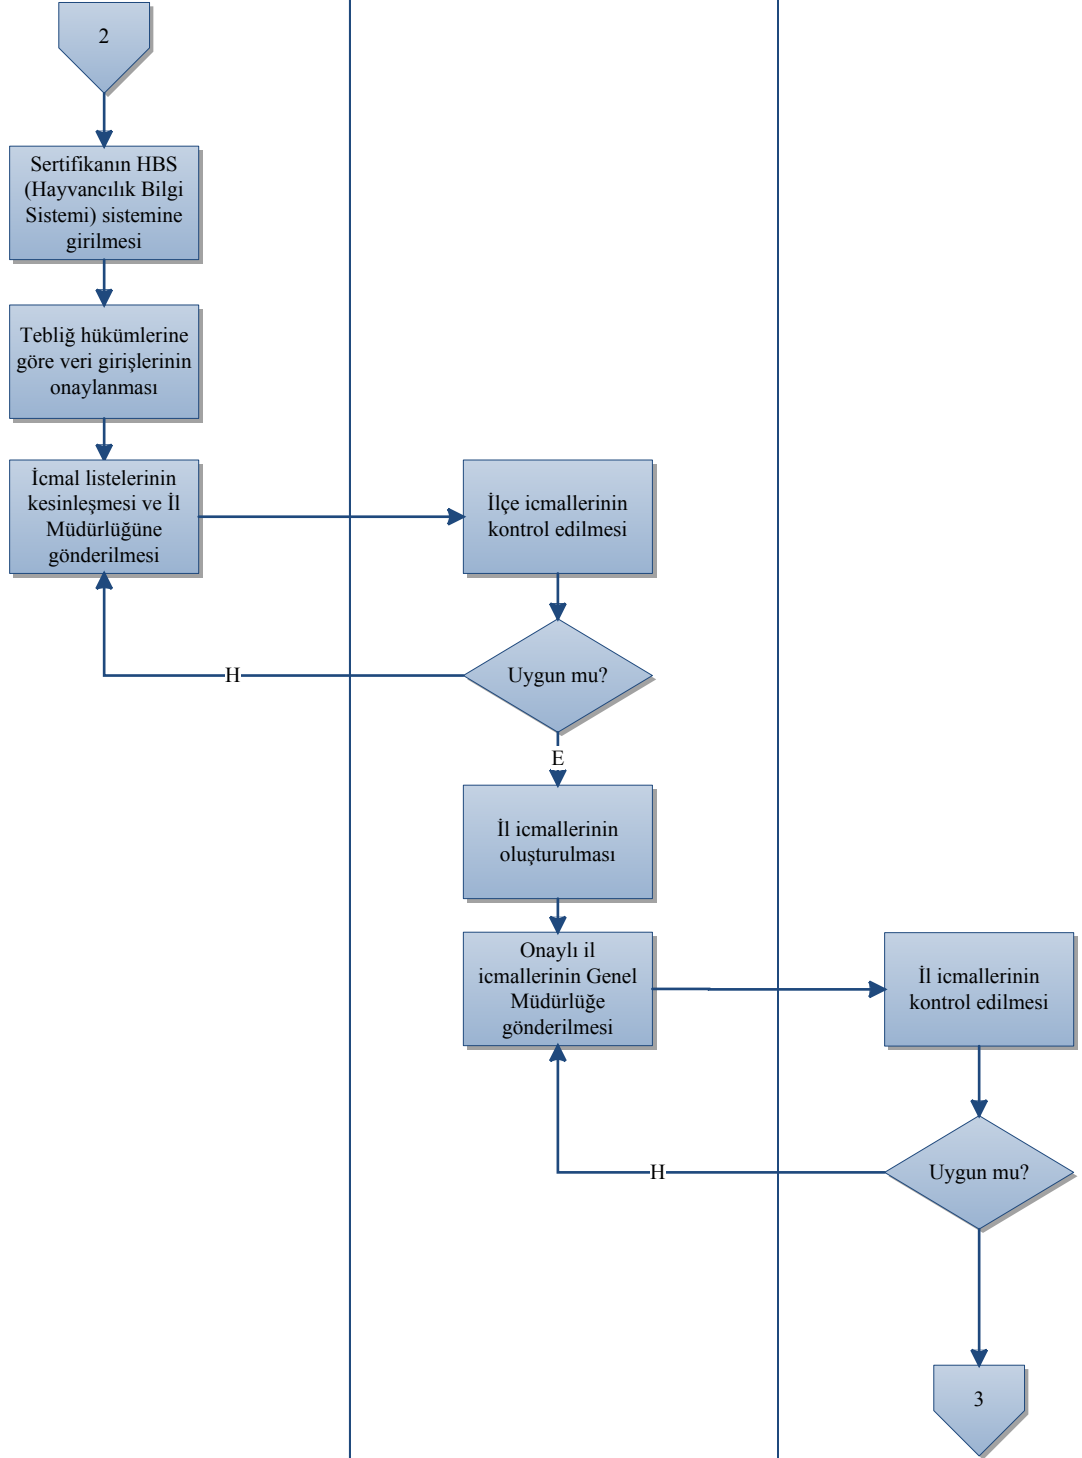 2
Sertifikanın HBS
(Hayvancılık Bilgi
Sistemi) sistemine
girilmesi
Tebliğ hükümlerine
göre veri girişlerinin
onaylanması
İcmal listelerinin
kesinleşmesi ve İl
Müdürlüğüne
gönderilmesi
İlçe icmallerinin
kontrol edilmesi
Uygun mu?
H
E
İl icmallerinin
oluşturulması
Onaylı il
icmallerinin Genel
Müdürlüğe
gönderilmesi
İl icmallerinin
kontrol edilmesi
Uygun mu?
H
3